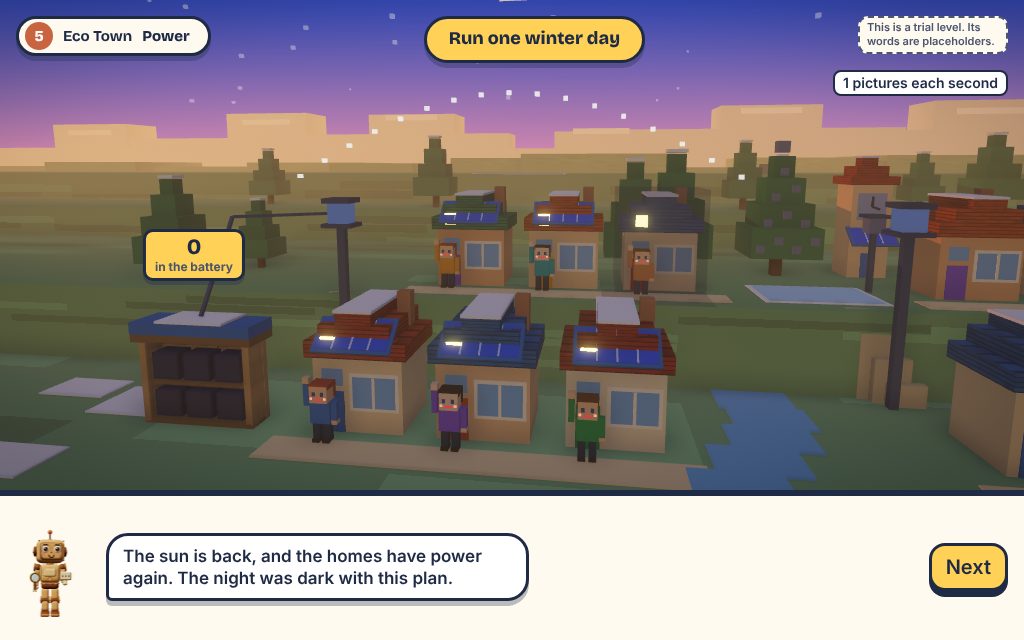 5 Eco Town Power
Run one winter day
This is a trial level. Its
words are placeholders.
1 pictures each second
0
in the battery
The sun is back, and the homes have power
again. The night was dark with this plan.
Next